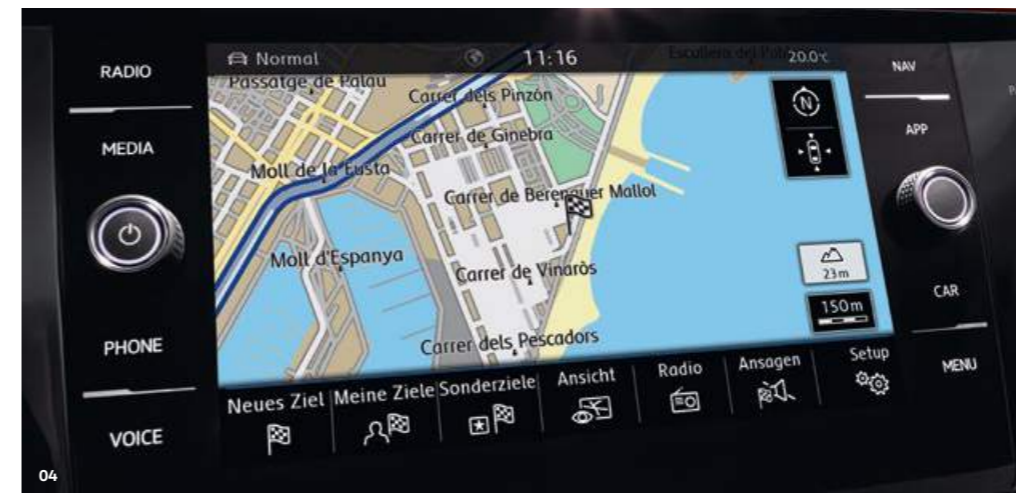 RADIO
MEDIA
PHONE
VOICE
Normal
11:16
20.0°C
Passatge de Palau
Carrer dels Pinzón
Carrer de Ginebra
Moll de la Fusta
Carrer de Berenguer Mallol
Moll d'Espanya
Carrer de Vinaròs
Carrer dels Pescadors
N
23m
150m
Neues Ziel
Meine Ziele
Sonderziele
Ansicht
Radio
Ansagen
Setup
NAV
APP
CAR
MENU
04